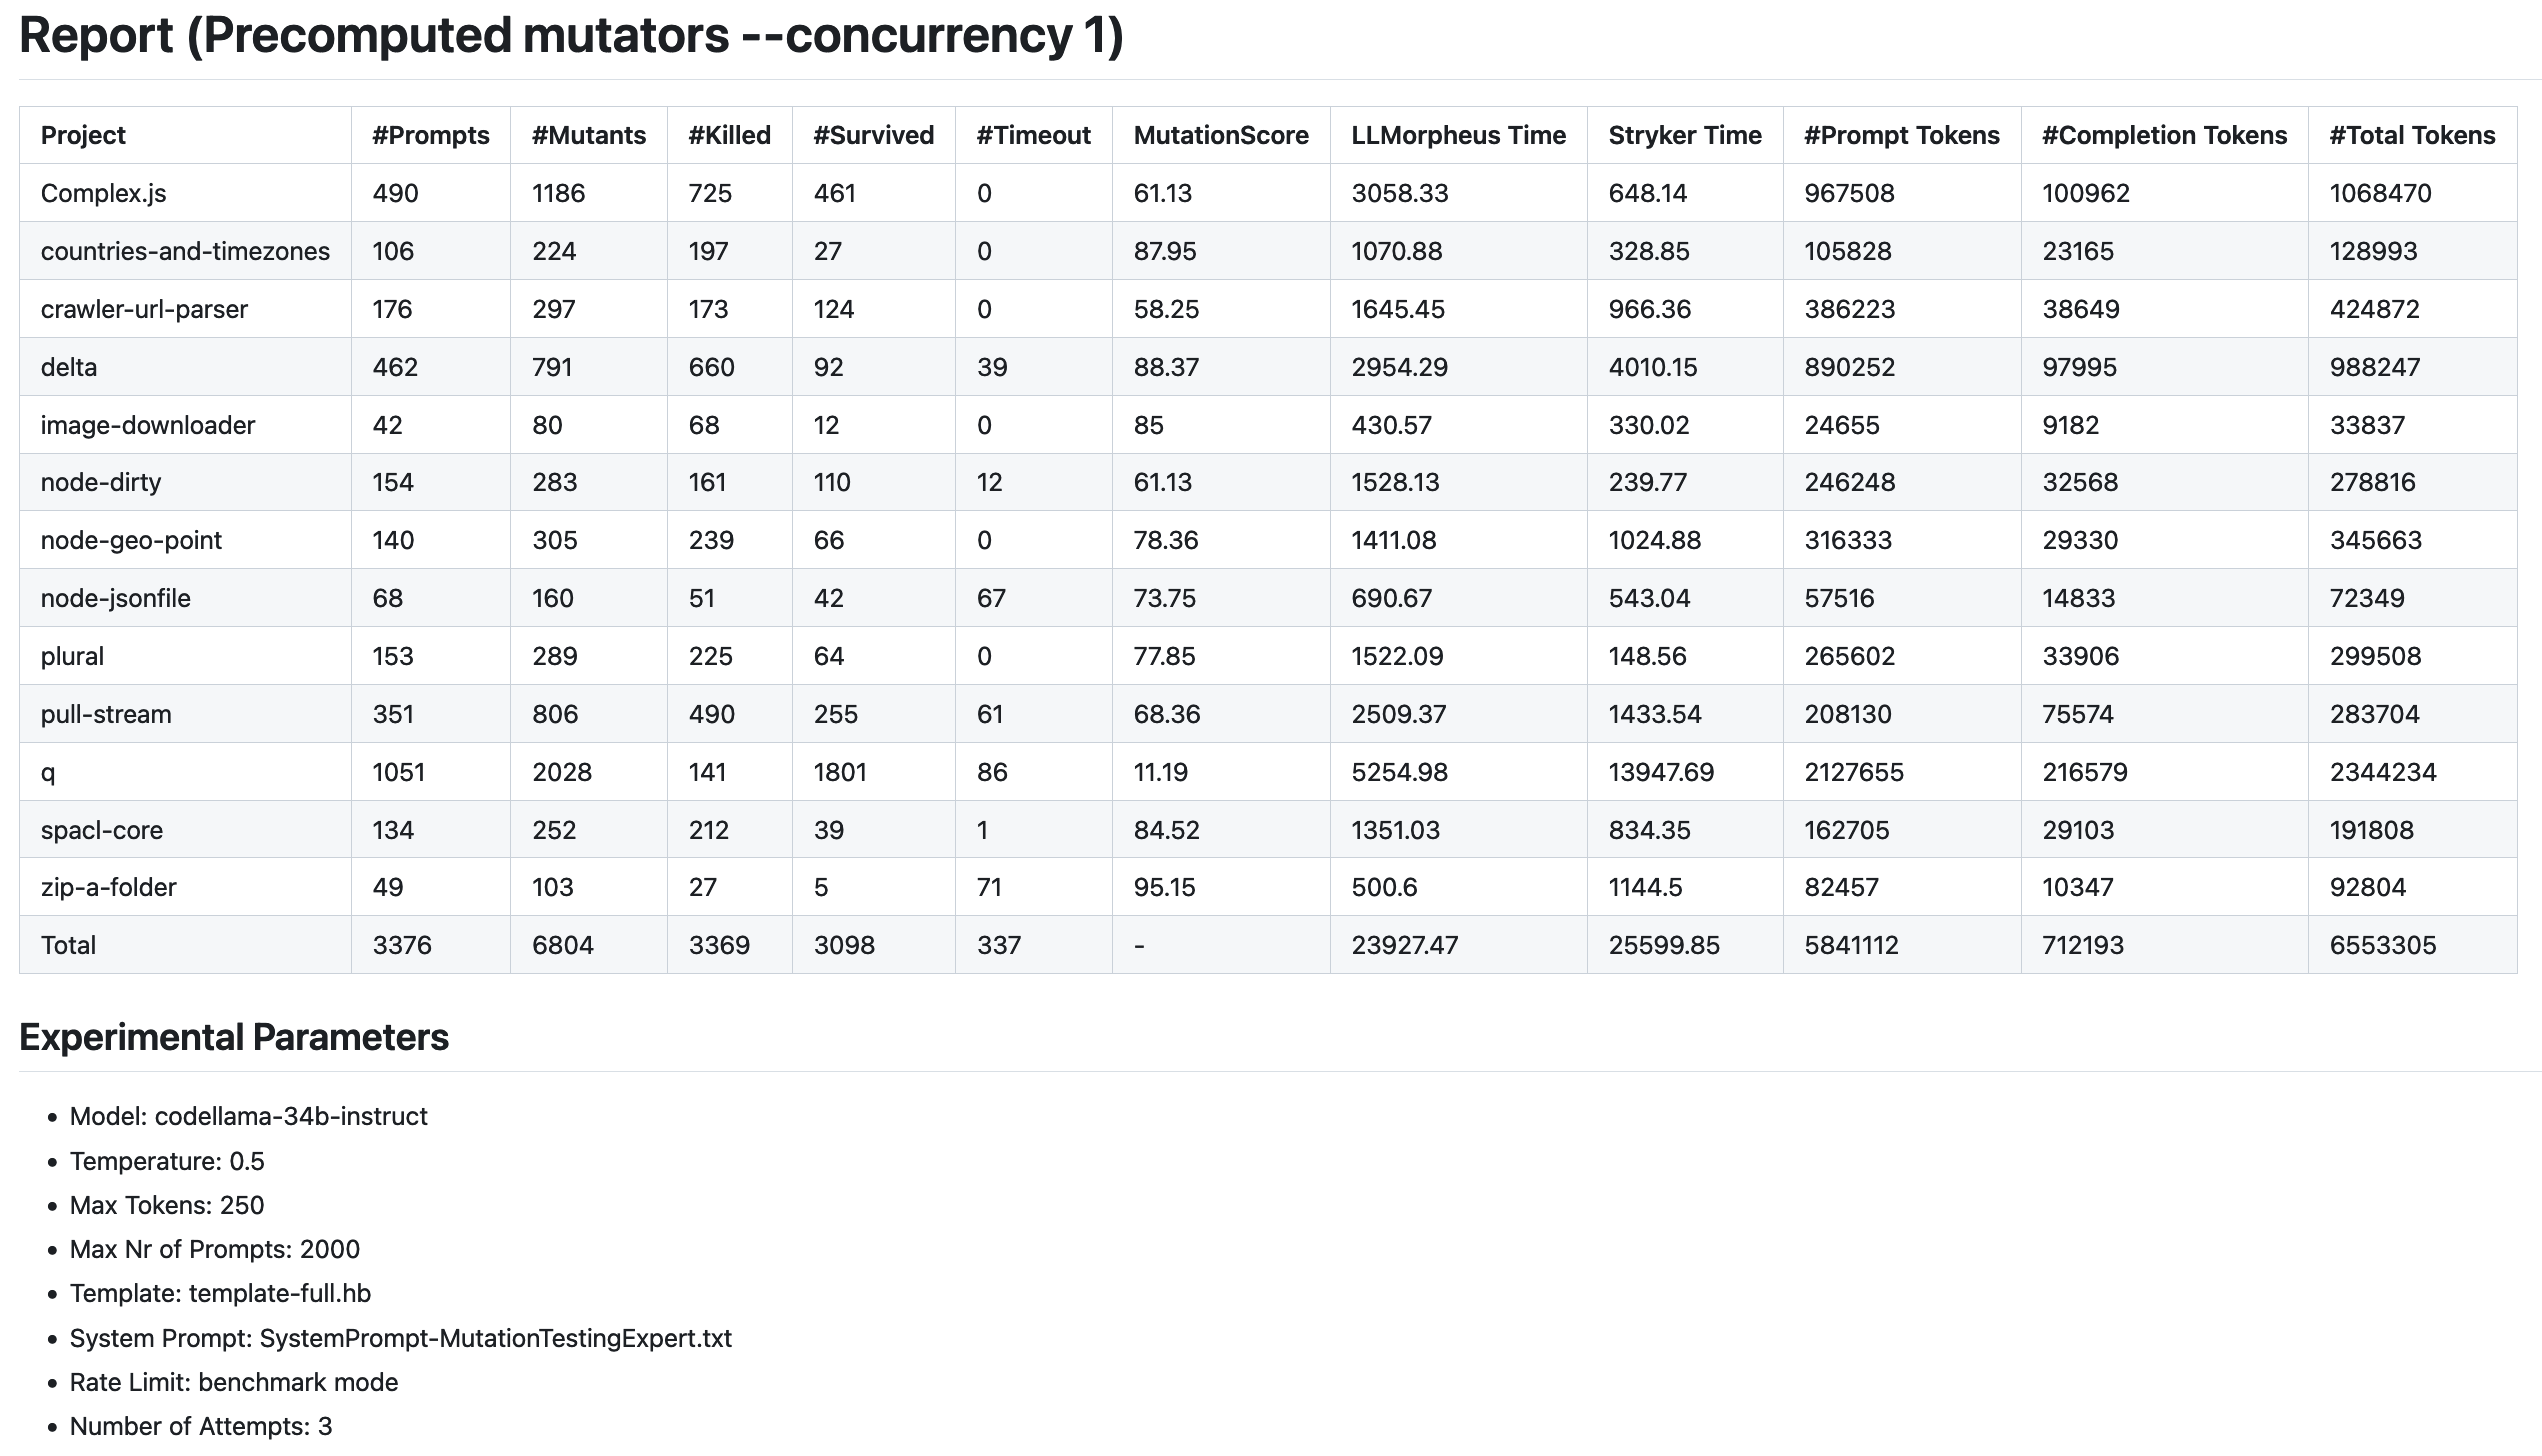 Report (Precomputed mutators --concurrency 1)
Project #Prompts #Mutants #Killed #Survived #Timeout MutationScore LLMorpheus Time Stryker Time #Prompt Tokens #Completion Tokens #Total Tokens
Complex.js 490 1186 725 461 0 61.13 3058.33 648.14 967508 100962 1068470
countries-and-timezones 106 224 197 27 0 87.95 1070.88 328.85 105828 23165 128993
crawler-url-parser 176 297 173 124 0 58.25 1645.45 966.36 386223 38649 424872
delta 462 791 660 92 39 88.37 2954.29 4010.15 890252 97995 988247
image-downloader 42 80 68 12 0 85 430.57 330.02 24655 9182 33837
node-dirty 154 283 161 110 12 61.13 1528.13 239.77 246248 32568 278816
node-geo-point 140 305 239 66 0 78.36 1411.08 1024.88 316333 29330 345663
node-jsonfile 68 160 51 42 67 73.75 690.67 543.04 57516 14833 72349
plural 153 289 225 64 0 77.85 1522.09 148.56 265602 33906 299508
pull-stream 351 806 490 255 61 68.36 2509.37 1433.54 208130 75574 283704
q 1051 2028 141 1801 86 11.19 5254.98 13947.69 2127655 216579 2344234
spacl-core 134 252 212 39 1 84.52 1351.03 834.35 162705 29103 191808
zip-a-folder 49 103 27 5 71 95.15 500.6 1144.5 82457 10347 92804
Total 3376 6804 3369 3098 337 - 23927.47 25599.85 5841112 712193 6553305
Experimental Parameters
• Model: codellama-34b-instruct
• Temperature: 0.5
• Max Tokens: 250
• Max Nr of Prompts: 2000
• Template: template-full.hb
• System Prompt: SystemPrompt-MutationTestingExpert.txt
• Rate Limit: benchmark mode
• Number of Attempts: 3